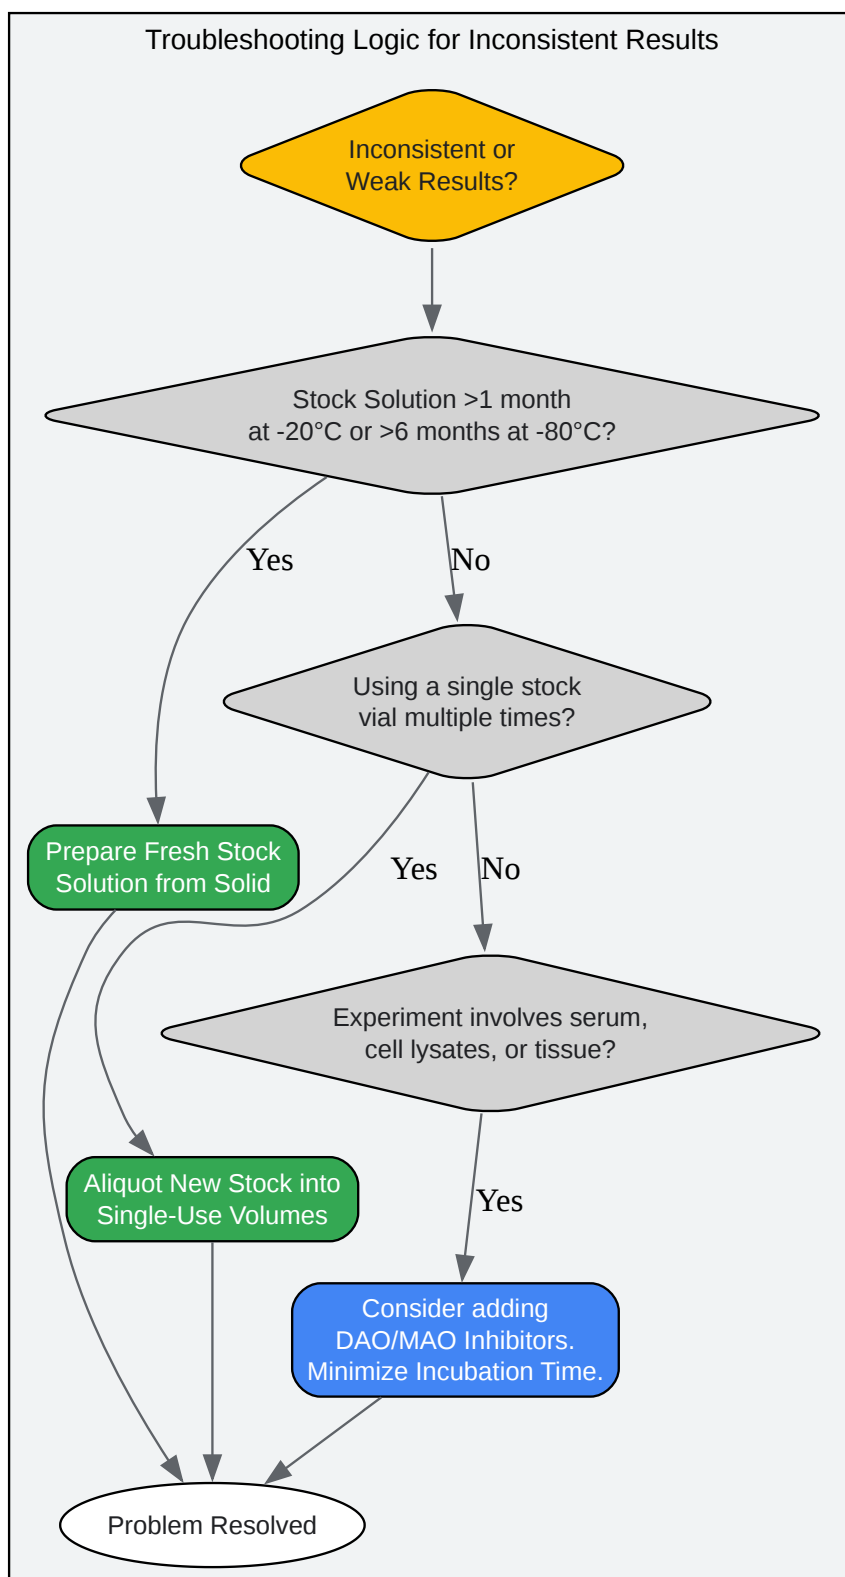 Troubleshooting Logic for Inconsistent Results
Inconsistent or
Weak Results?
Stock Solution >1 month
at -20°C or >6 months at -80°C?
Yes
No
Using a single stock
vial multiple times?
Prepare Fresh Stock
Solution from Solid
Yes
No
Experiment involves serum,
cell lysates, or tissue?
Aliquot New Stock into
Single-Use Volumes
Yes
Consider adding
DAO/MAO Inhibitors.
Minimize Incubation Time.
Problem Resolved